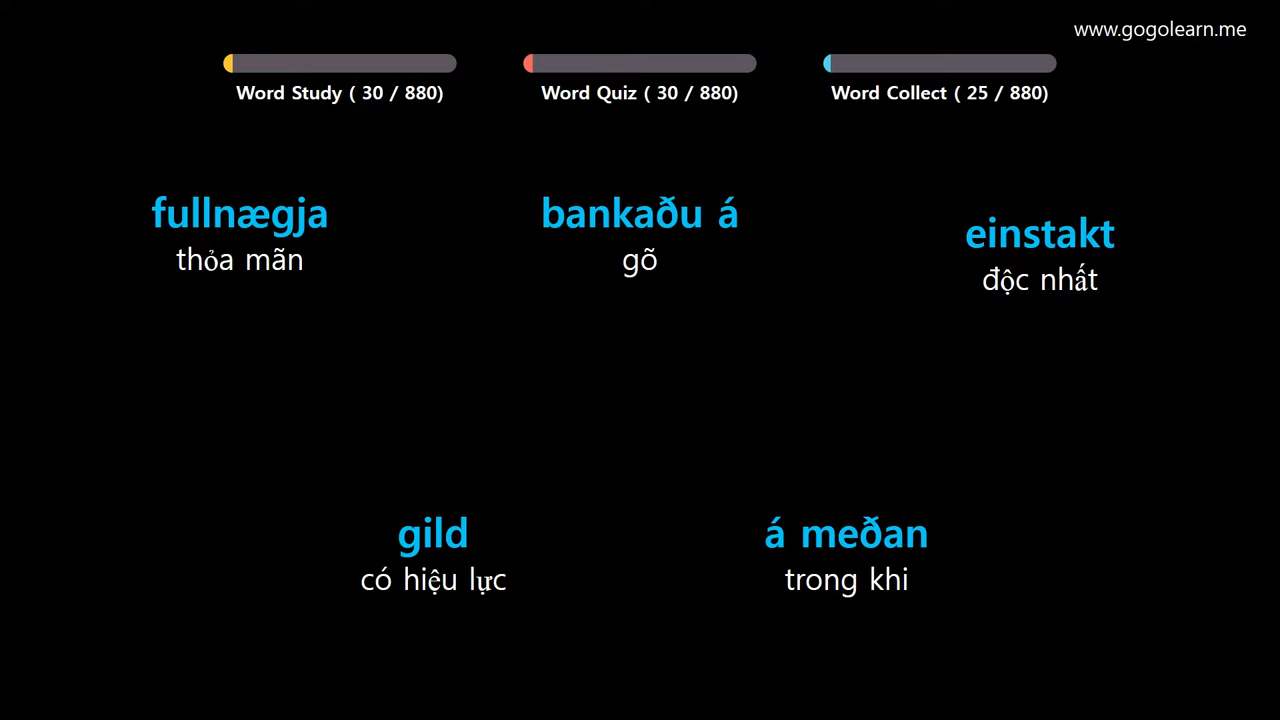 www.gogolearn.me
Word Study ( 30 / 880)
Word Quiz ( 30 / 880)
Word Collect ( 25 / 880)
fullnægja
thỏa mãn
bankaðu á
gõ
einstakt
độc nhất
gild
có hiệu lực
á meðan
trong khi